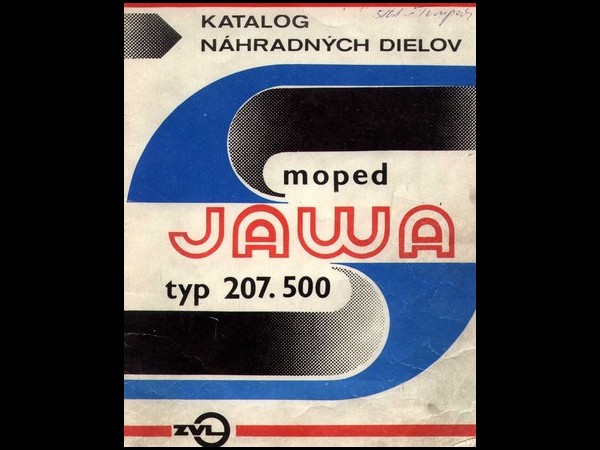 KATALOG
NÁHRADNÝCH DIELOV
moped
JAWA
typ 207.500
ZVL